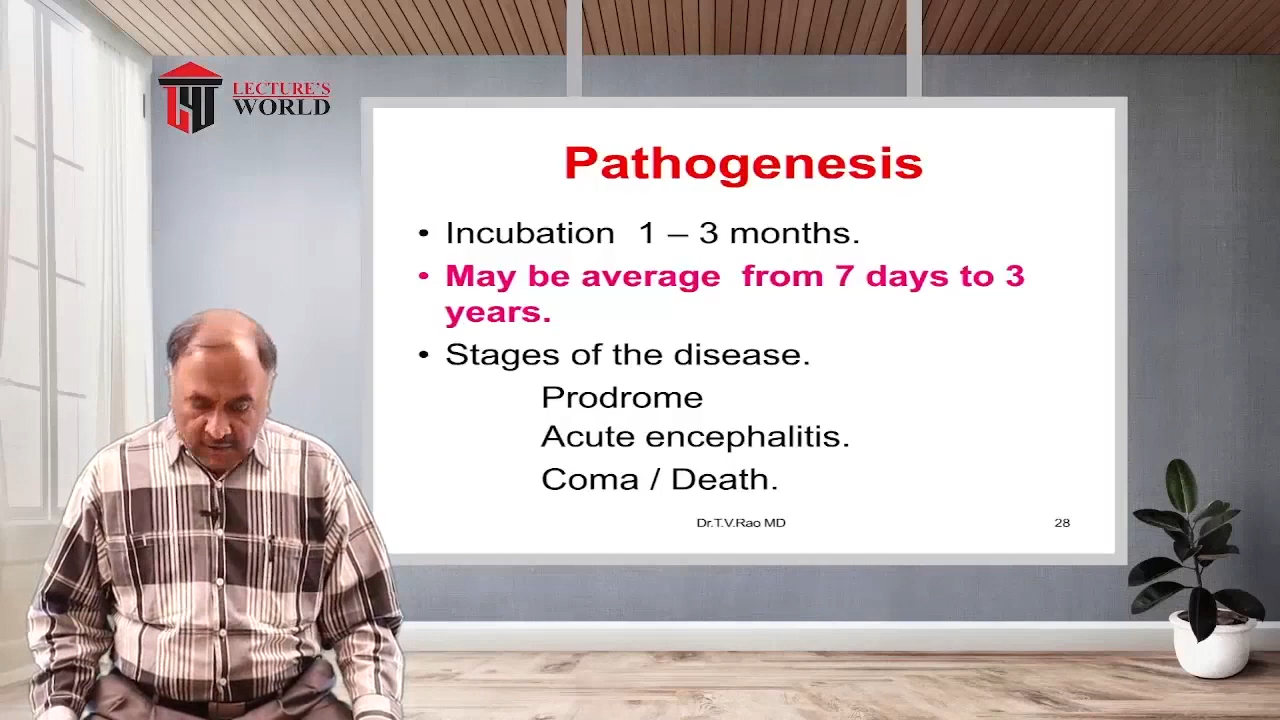 LECTURE'S
WORLD
Pathogenesis
• Incubation 1 – 3 months.
• May be average from 7 days to 3
years.
• Stages of the disease.
Prodrome
Acute encephalitis.
Coma / Death.
Dr.T.V.Rao MD
28